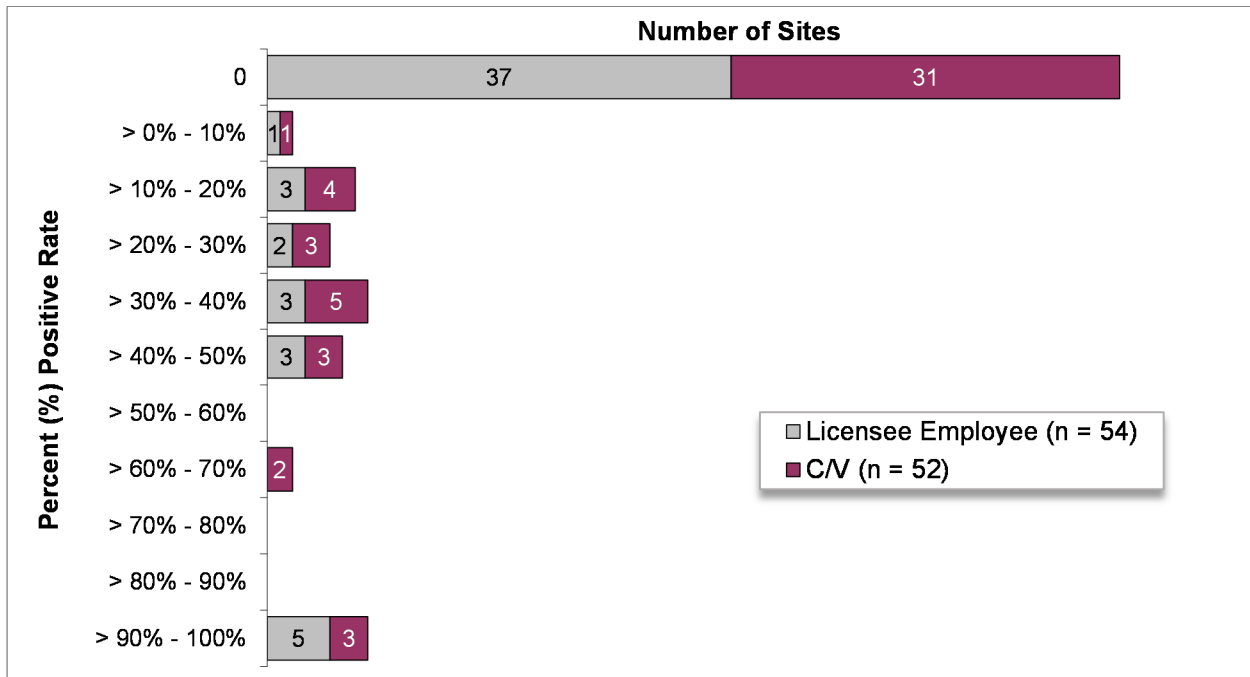 Number of Sites
Percent (%) Positive Rate
0 37 31
> 0% - 10% 1 1
> 10% - 20% 3 4
> 20% - 30% 2 3
> 30% - 40% 3 5
> 40% - 50% 3 3
> 50% - 60%
> 60% - 70% 2
> 70% - 80%
> 80% - 90%
> 90% - 100% 5 3
Licensee Employee (n = 54)
C/V (n = 52)